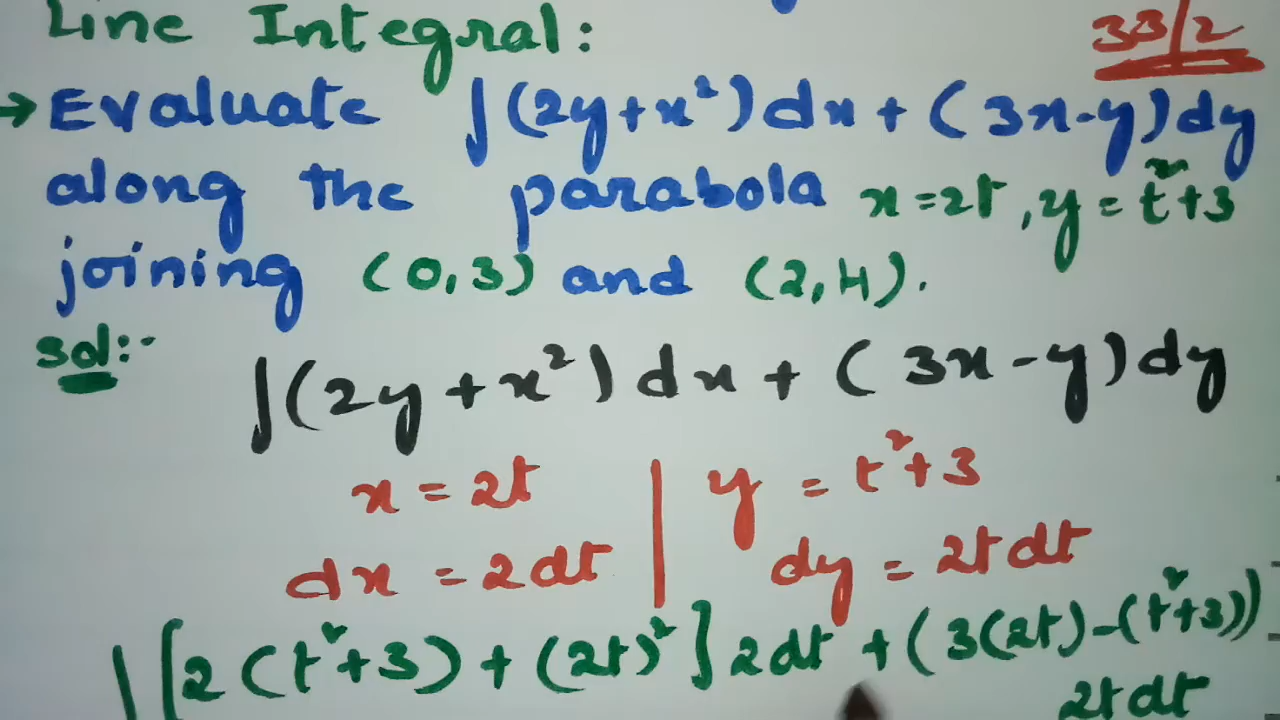 Line Integral:
33/2
→ Evaluate ∫(2y+x²)dx+(3x-y)dy
along the parabola x=2t, y=t²+3
joining (0,3) and (2,4).
Sol:-
∫(2y+x²)dx+(3x-y)dy
x=2t | y=t²+3
dx=2dt | dy=2tdt
∫[2(t²+3)+(2t)²]2dt+(3(2t)-(t²+3))
2tdt